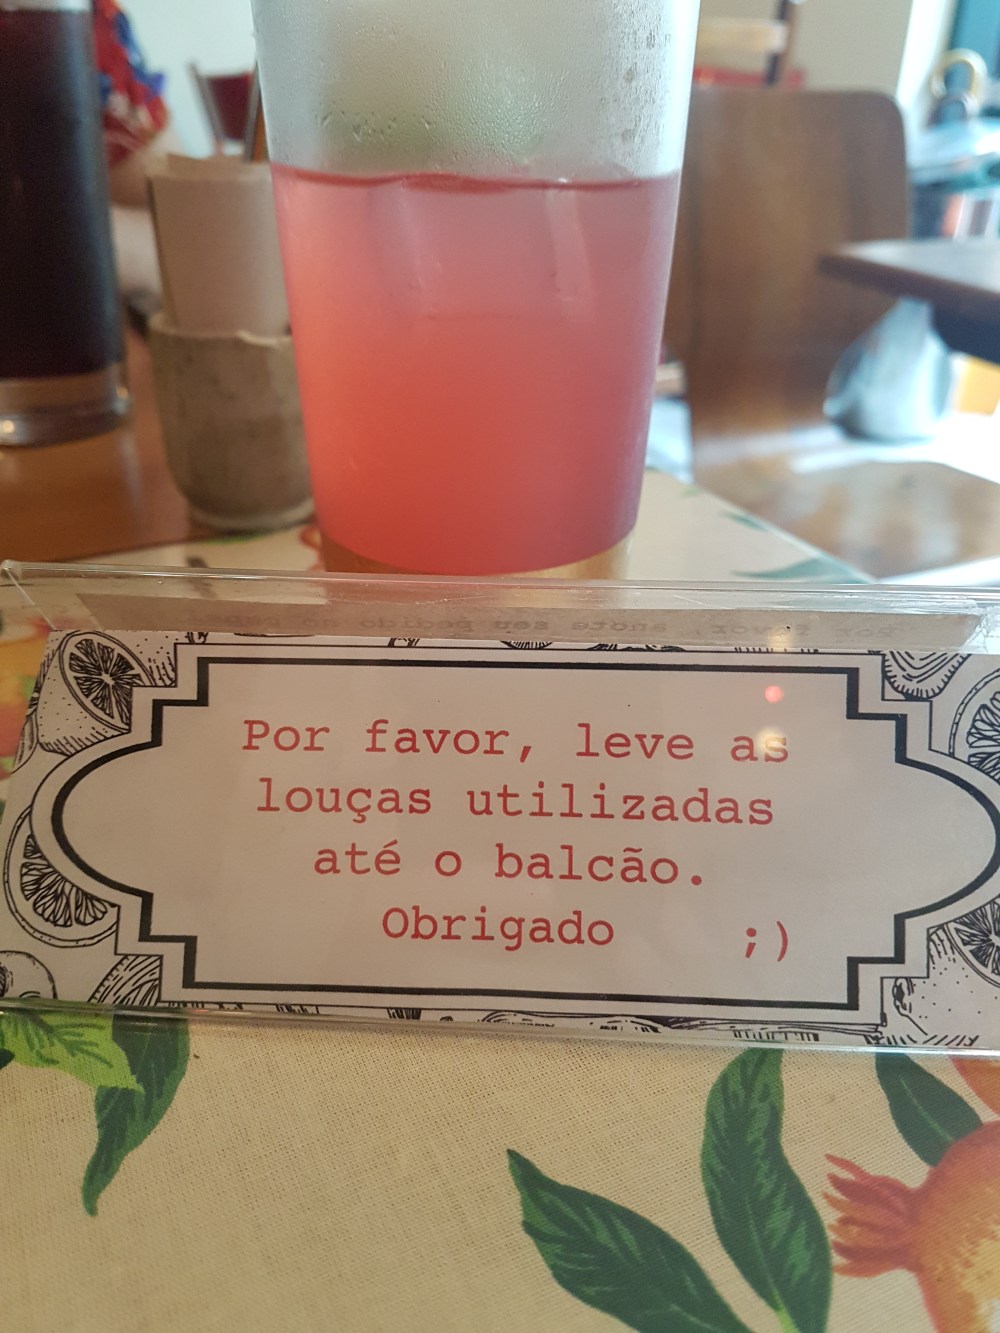 Por favor, leve as
louças utilizadas
até o balcão.
Obrigado ;)